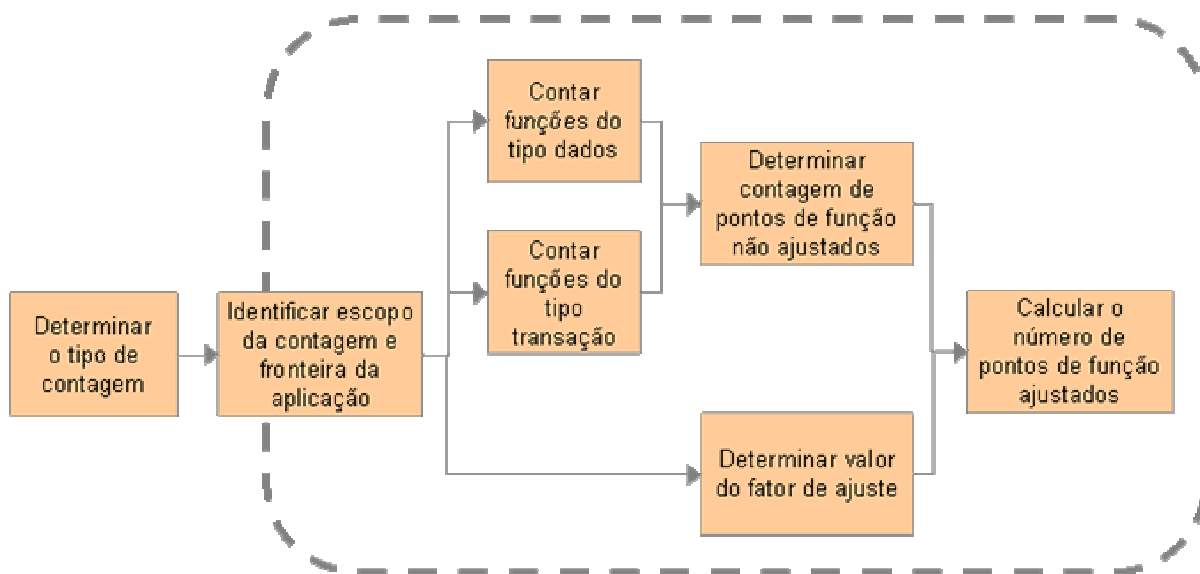 Determinar
o tipo de
contagem
Identificar escopo
da contagem e
fronteira da
aplicação
Contar
funções do
tipo dados
Contar
funções do
tipo
transação
Determinar
contagem de
pontos de função
não ajustados
Determinar valor
do fator de ajuste
Calcular o
número de
pontos de função
ajustados